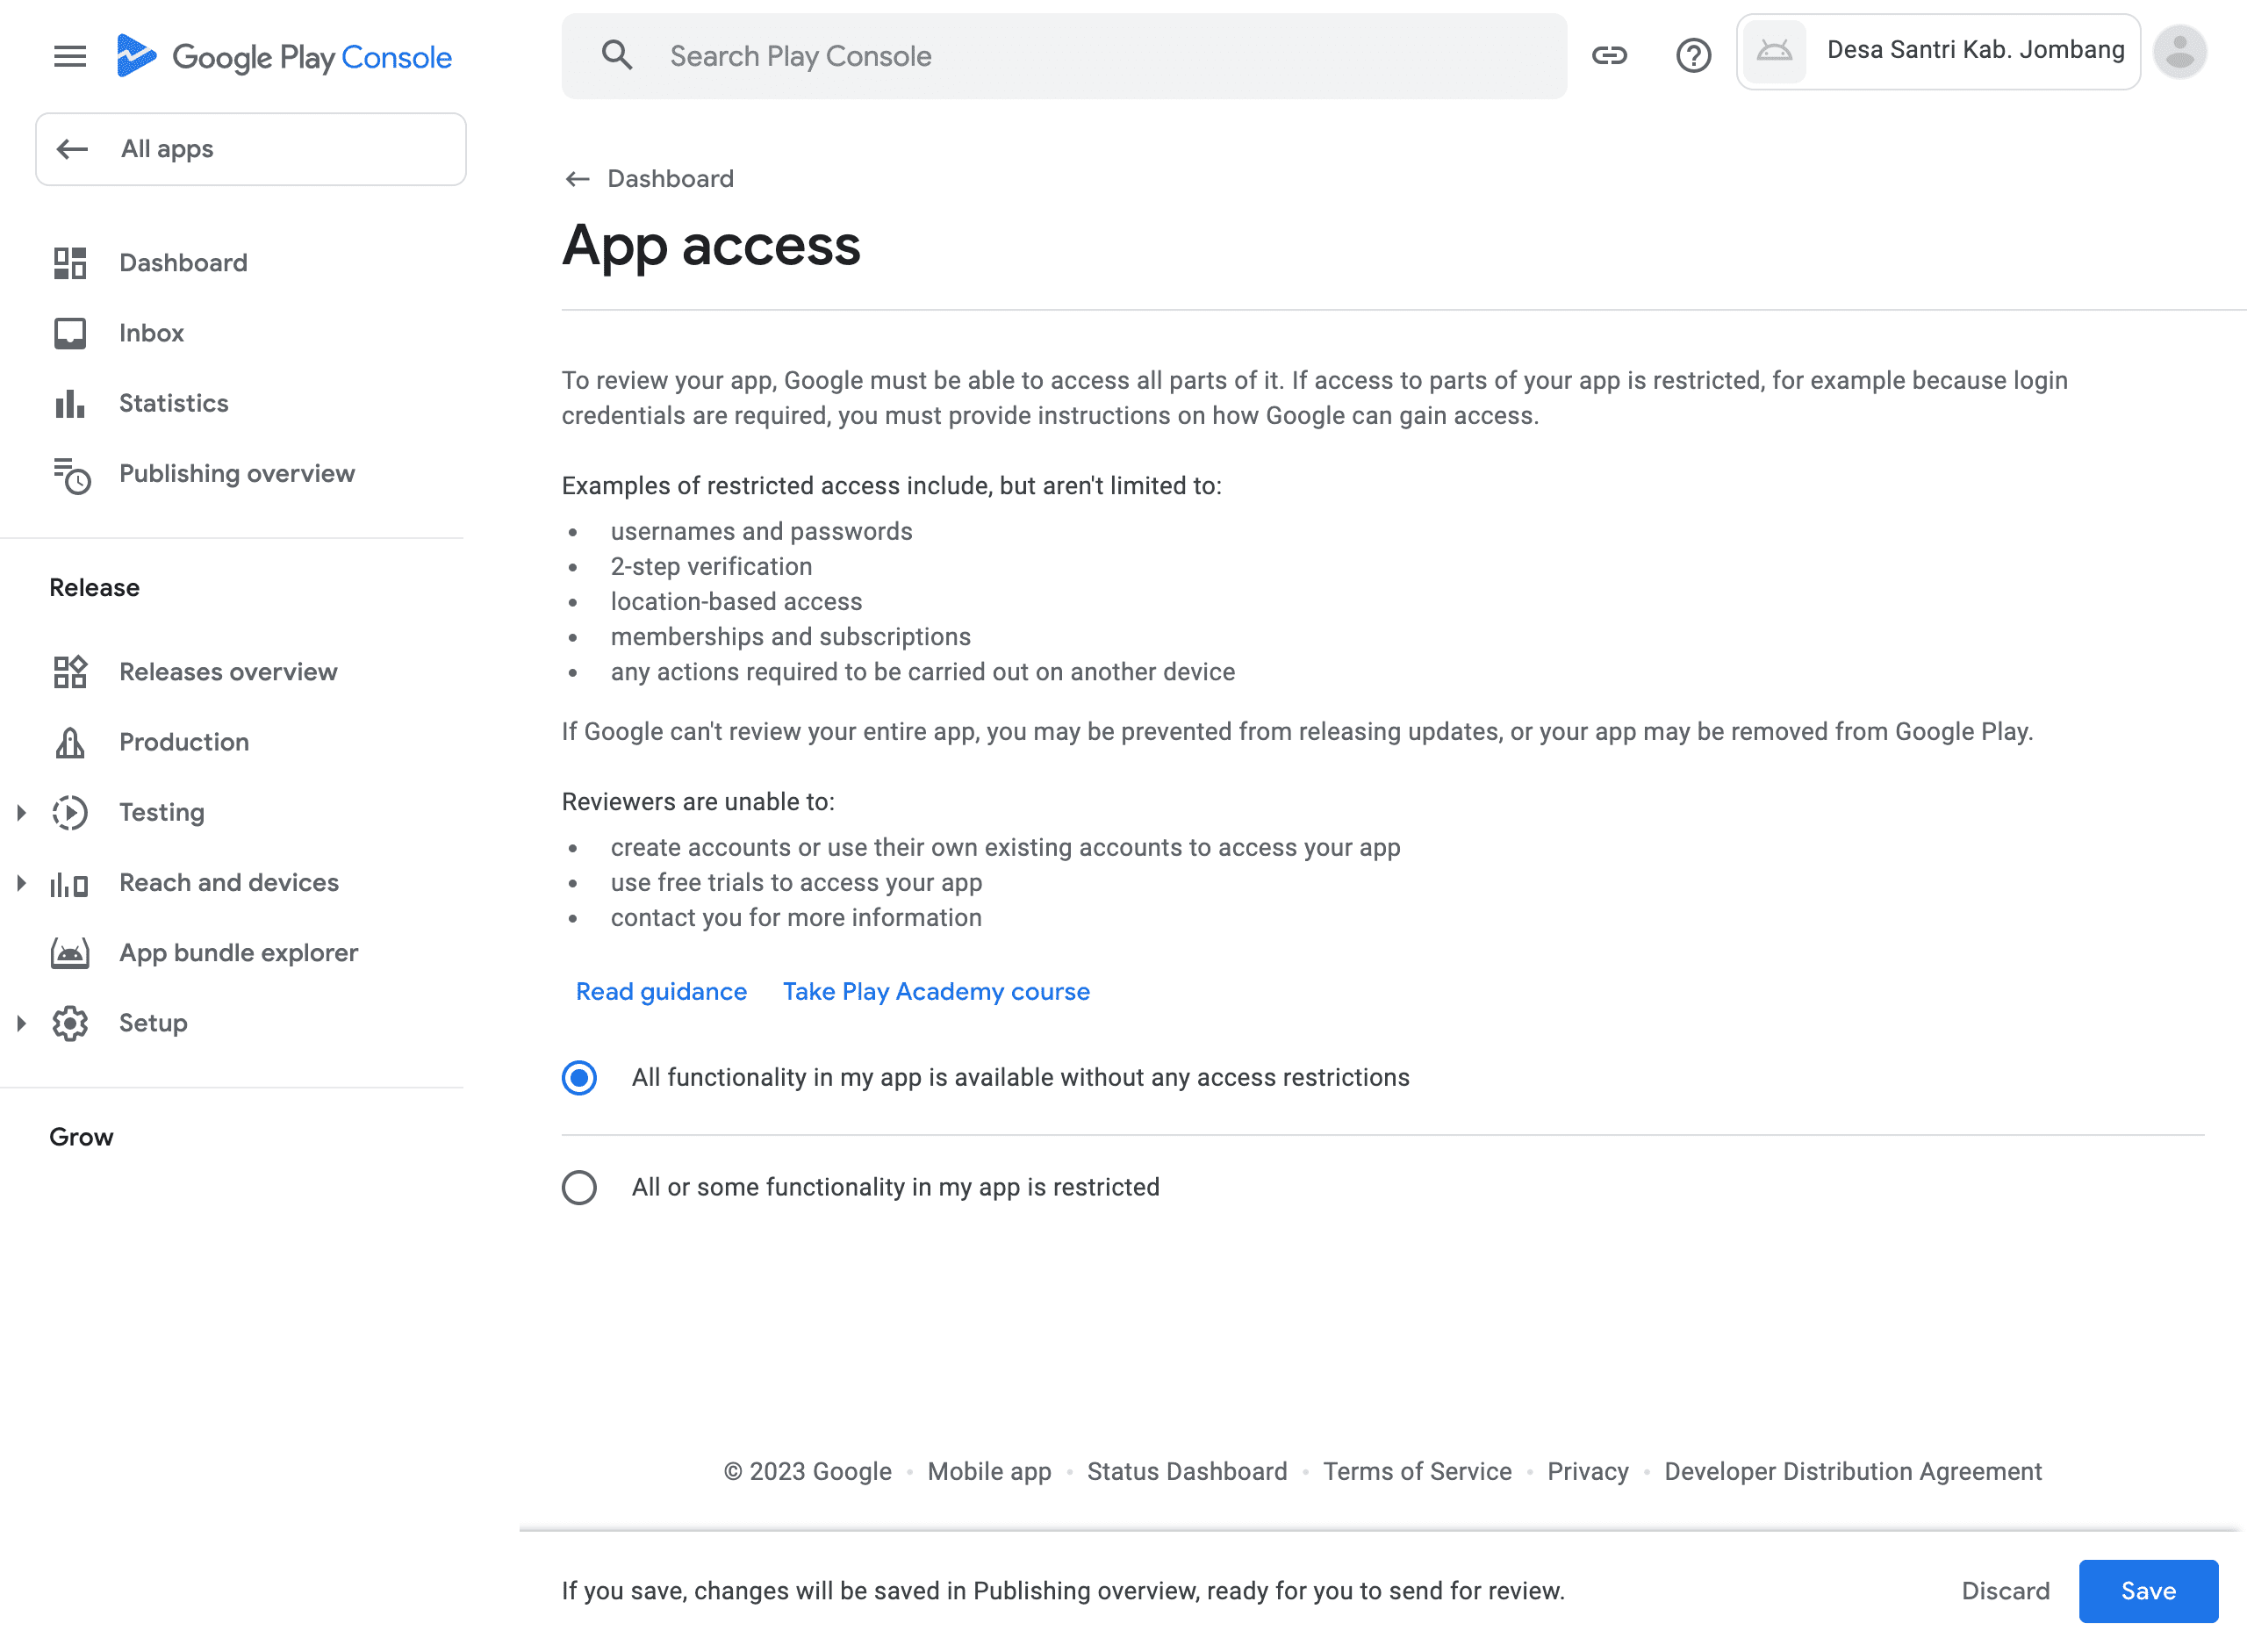 Google Play Console
Search Play Console
Desa Santri Kab. Jombang
All apps
Dashboard
Inbox
Statistics
Publishing overview
Release
Releases overview
Production
Testing
Reach and devices
App bundle explorer
Setup
Grow
Dashboard
App access
To review your app, Google must be able to access all parts of it. If access to parts of your app is restricted, for example because login
credentials are required, you must provide instructions on how Google can gain access.
Examples of restricted access include, but aren't limited to:
• usernames and passwords
• 2-step verification
• location-based access
• memberships and subscriptions
• any actions required to be carried out on another device
If Google can't review your entire app, you may be prevented from releasing updates, or your app may be removed from Google Play.
Reviewers are unable to:
• create accounts or use their own existing accounts to access your app
• use free trials to access your app
• contact you for more information
Read guidance Take Play Academy course
All functionality in my app is available without any access restrictions
All or some functionality in my app is restricted
© 2023 Google • Mobile app • Status Dashboard • Terms of Service • Privacy • Developer Distribution Agreement
If you save, changes will be saved in Publishing overview, ready for you to send for review.
Discard
Save